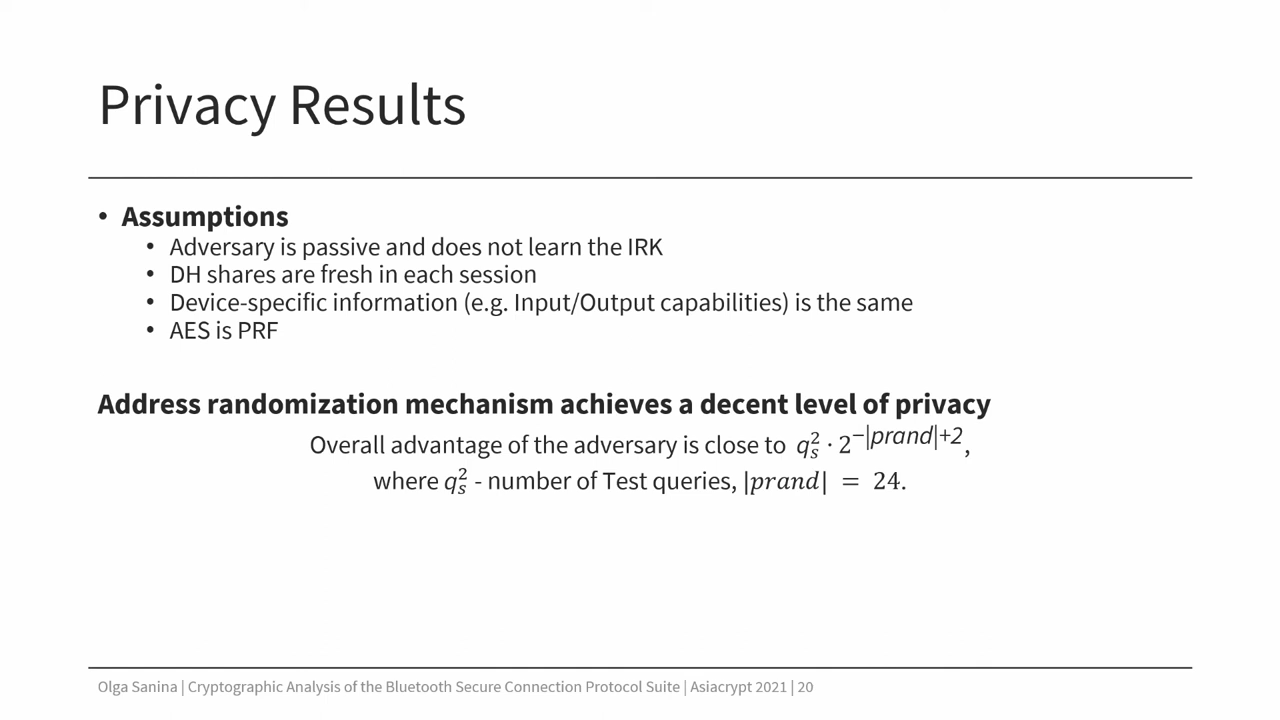 Privacy Results
• Assumptions
• Adversary is passive and does not learn the IRK
• DH shares are fresh in each session
• Device-specific information (e.g. Input/Output capabilities) is the same
• AES is PRF
Address randomization mechanism achieves a decent level of privacy
Overall advantage of the adversary is close to $q_s^2 \cdot 2^{-|prand|+2}$,
where $q_s^2$ - number of Test queries, $|prand| = 24$.
Olga Sanina | Cryptographic Analysis of the Bluetooth Secure Connection Protocol Suite | Asiacrypt 2021 | 20